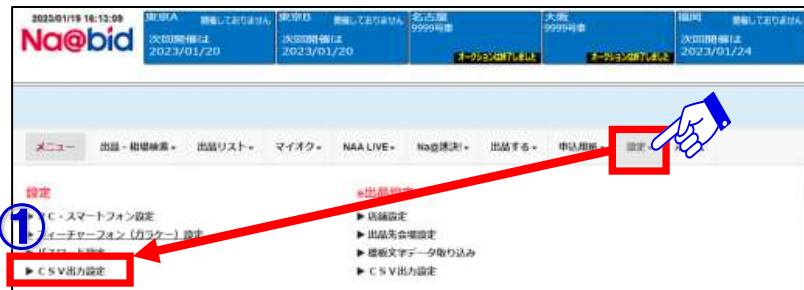 2023/01/19 16:13:09
Na@bid
東京A 開催しておりません
次回開催は
2023/01/20
東京B 開催しておりません
次回開催は
2023/01/20
名古屋
9999号車
オークションは終了しました
大阪
9999号車
オークションは終了しました
福岡 開催しておりません
次回開催は
2023/01/24
メニュー 出品・相場検索 出品リスト マイオク NAA LIVE Na@速決! 出品する 申込用紙 設定
設定
▶PC・スマートフォン設定
▶フィーチャーフォン(ガラケー)設定
▶パスワード設定
▶CSV出力設定
e出品設定
▶店舗設定
▶出品先会場設定
▶標板文字データ取り込み
▶CSV出力設定
①